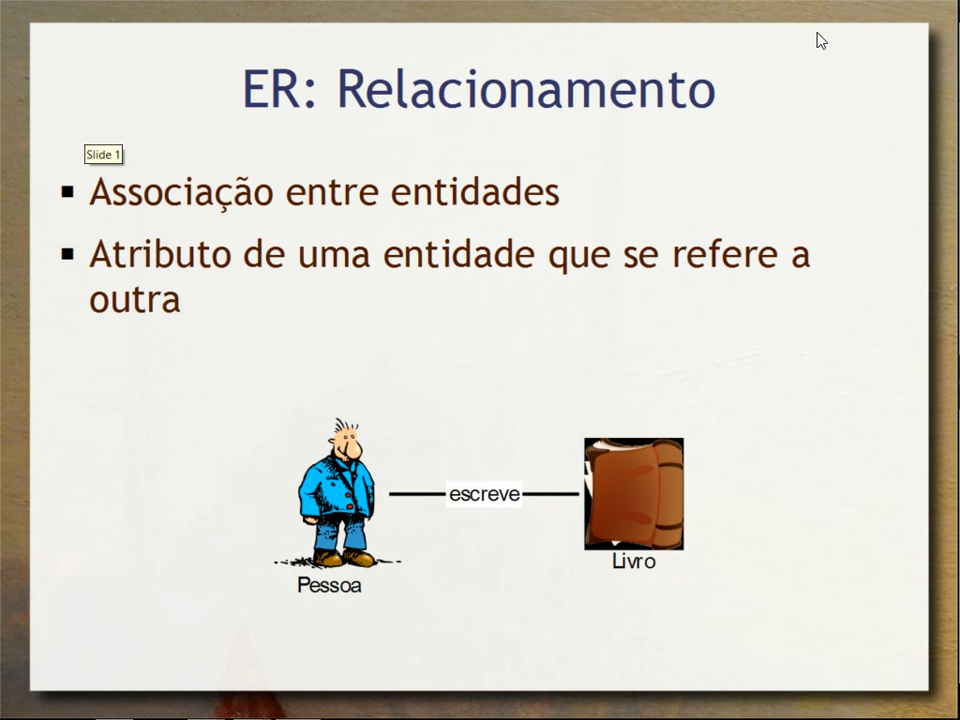 ER: Relacionamento
Slide 1
Associação entre entidades
Atributo de uma entidade que se refere a
outra
escreve
Livro
Pessoa